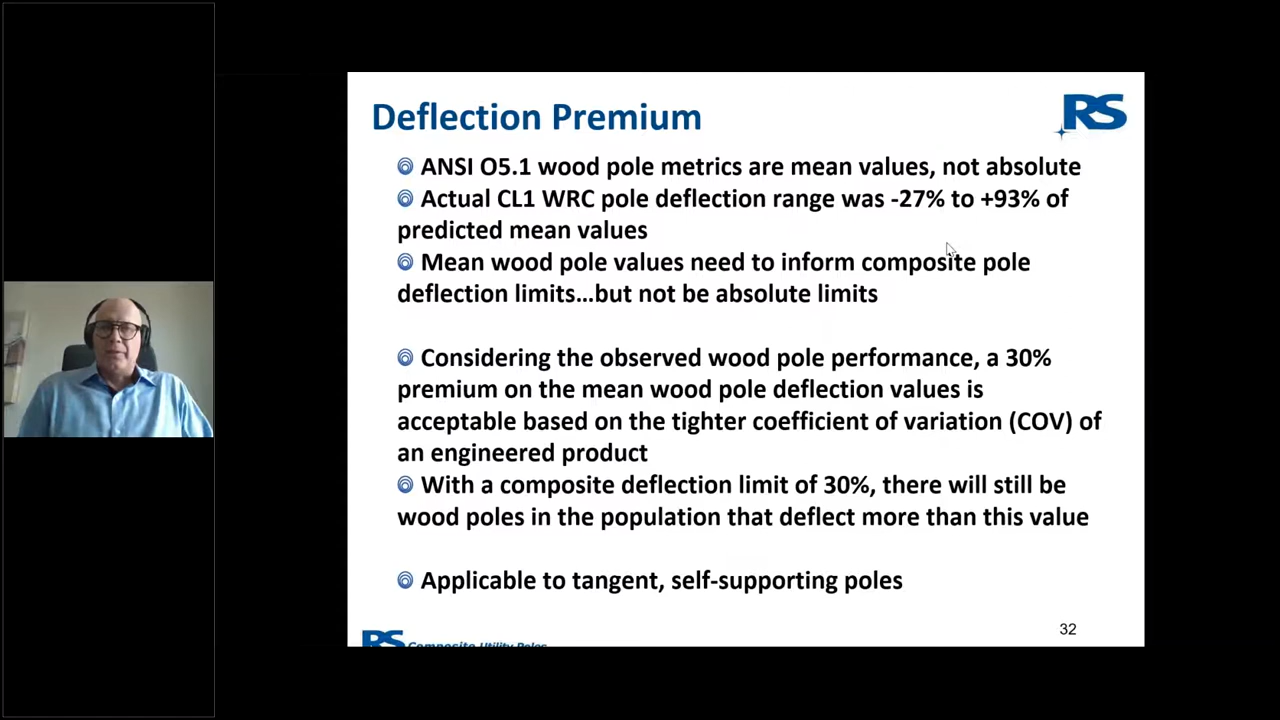 Deflection Premium
RS
ANSI O5.1 wood pole metrics are mean values, not absolute
Actual CL1 WRC pole deflection range was -27% to +93% of
predicted mean values
Mean wood pole values need to inform composite pole
deflection limits...but not be absolute limits
Considering the observed wood pole performance, a 30%
premium on the mean wood pole deflection values is
acceptable based on the tighter coefficient of variation (COV) of
an engineered product
With a composite deflection limit of 30%, there will still be
wood poles in the population that deflect more than this value
Applicable to tangent, self-supporting poles
32
RS Composite Utility Poles